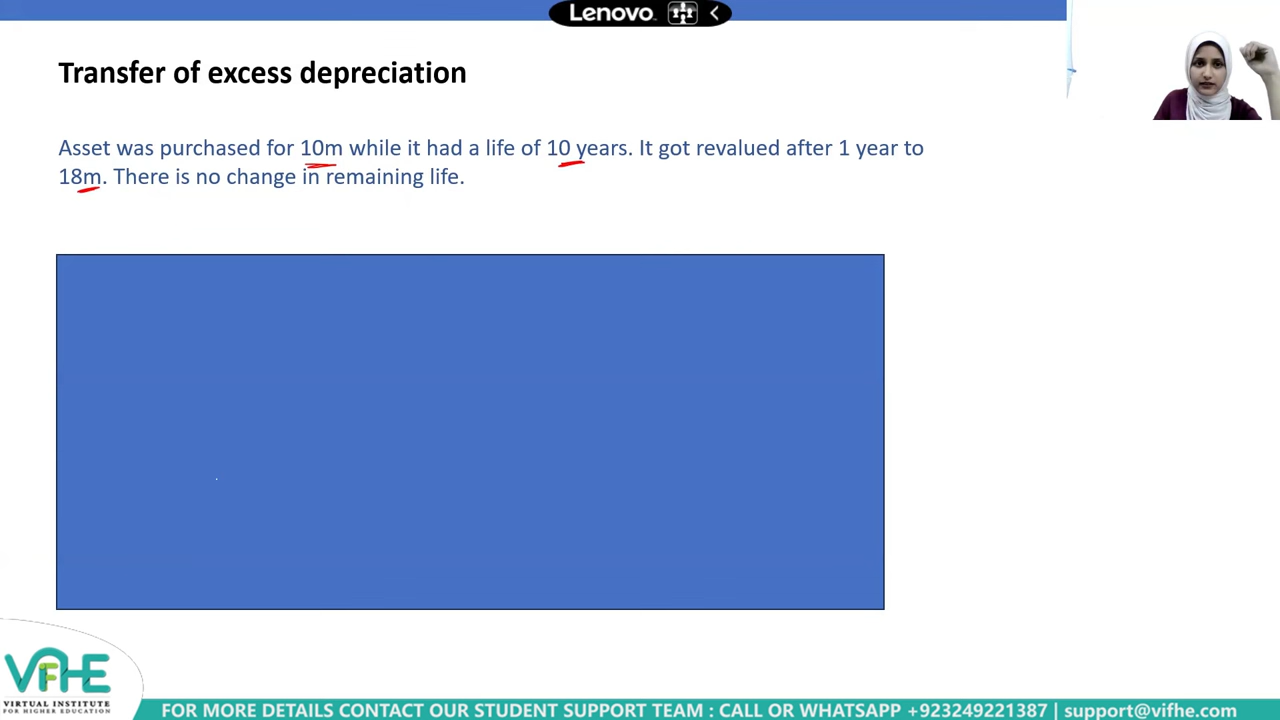 Lenovo
Transfer of excess depreciation
Asset was purchased for 10m while it had a life of 10 years. It got revalued after 1 year to
18m. There is no change in remaining life.
VFHE
VIRTUAL INSTITUTE
FOR HIGHER EDUCATION
FOR MORE DETAILS CONTACT OUR STUDENT SUPPORT TEAM : CALL OR WHATSAPP +923249221387 | support@vifhe.com